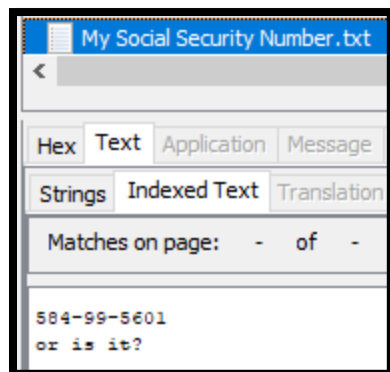 My Social Security Number.txt
<
Hex Text Application Message
Strings Indexed Text Translation
Matches on page: - of -
584-99-5601
or is it?